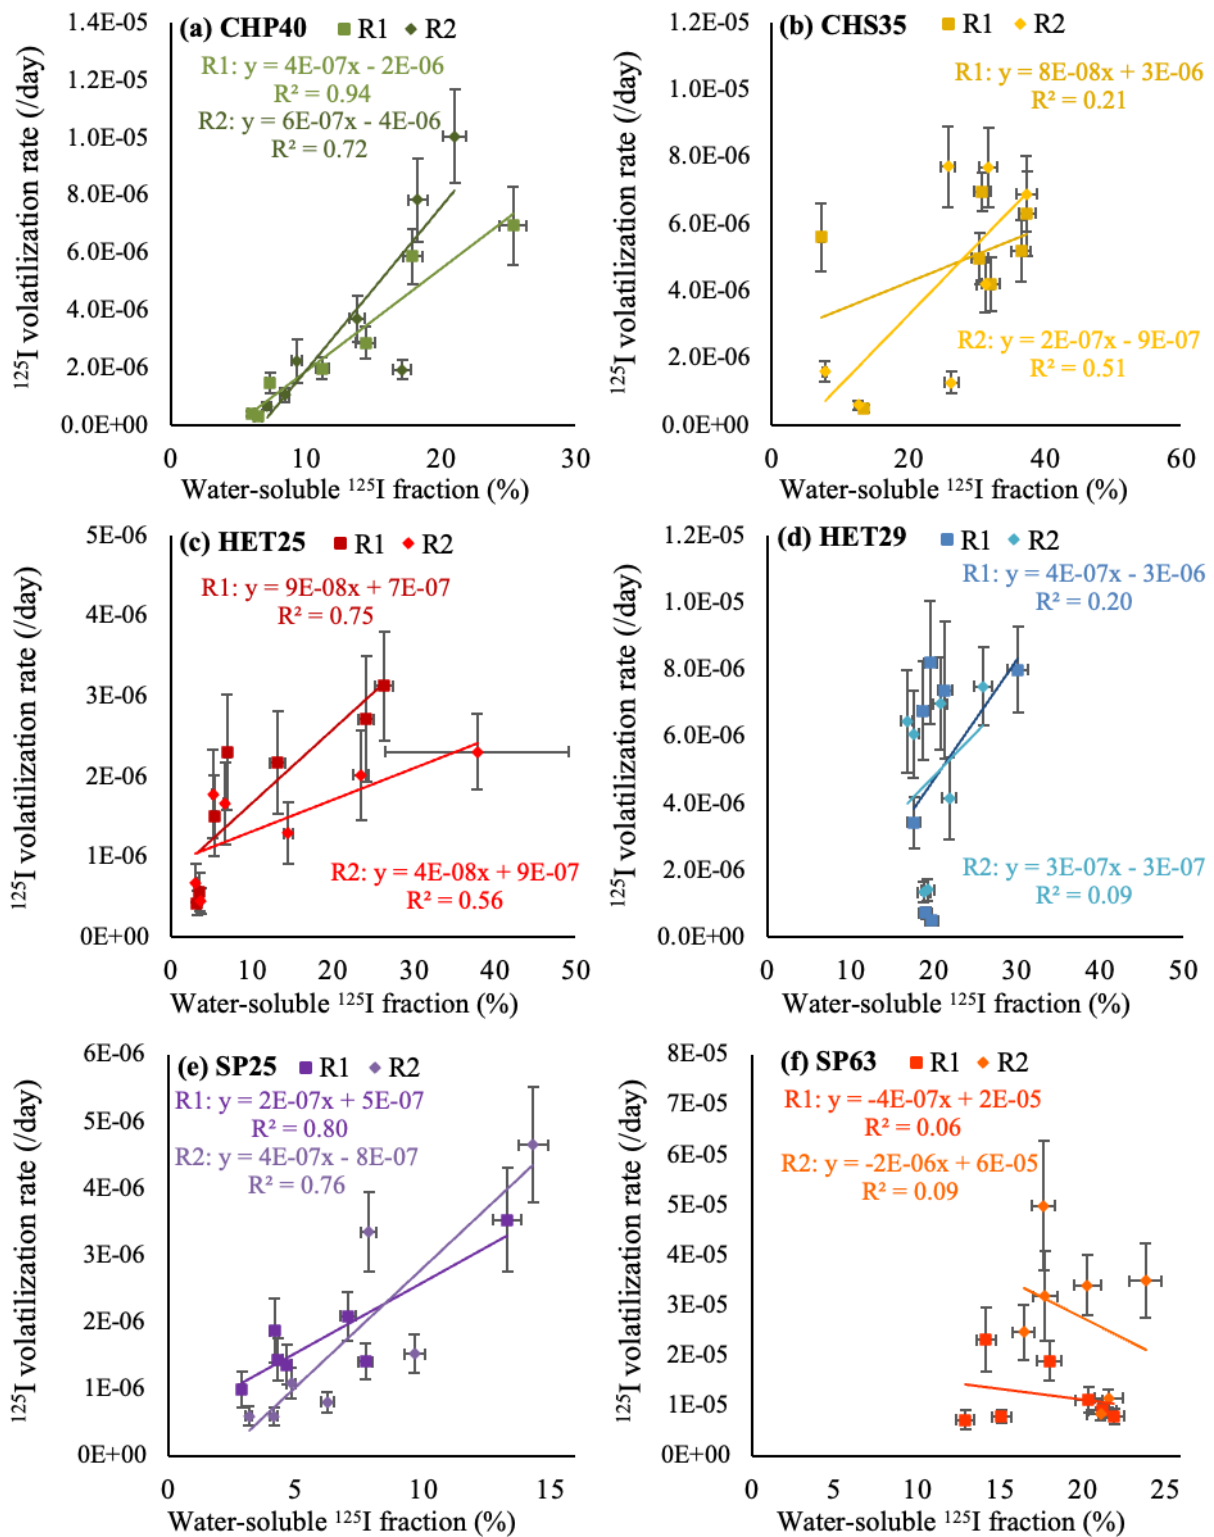 (a) CHP40 R1 R2
R1: y = 4E-07x - 2E-06
R² = 0.94
R2: y = 6E-07x - 4E-06
R² = 0.72
¹²⁵I volatilization rate (/day)
1.4E-05
1.2E-05
1.0E-05
8.0E-06
6.0E-06
4.0E-06
2.0E-06
0.0E+00
0 10 20 30
Water-soluble ¹²⁵I fraction (%)
(b) CHS35 R1 R2
R1: y = 8E-08x + 3E-06
R² = 0.21
R2: y = 2E-07x - 9E-07
R² = 0.51
¹²⁵I volatilization rate (/day)
1.2E-05
1.0E-05
8.0E-06
6.0E-06
4.0E-06
2.0E-06
0.0E+00
0 20 40 60
Water-soluble ¹²⁵I fraction (%)
(c) HET25 R1 R2
R1: y = 9E-08x + 7E-07
R² = 0.75
R2: y = 4E-08x + 9E-07
R² = 0.56
¹²⁵I volatilization rate (/day)
5E-06
4E-06
3E-06
2E-06
1E-06
0E+00
0 10 20 30 40 50
Water-soluble ¹²⁵I fraction (%)
(d) HET29 R1 R2
R1: y = 4E-07x - 3E-06
R² = 0.20
R2: y = 3E-07x - 3E-07
R² = 0.09
¹²⁵I volatilization rate (/day)
1.2E-05
1.0E-05
8.0E-06
6.0E-06
4.0E-06
2.0E-06
0.0E+00
0 10 20 30 40 50
Water-soluble ¹²⁵I fraction (%)
(e) SP25 R1 R2
R1: y = 2E-07x + 5E-07
R² = 0.80
R2: y = 4E-07x - 8E-07
R² = 0.76
¹²⁵I volatilization rate (/day)
6E-06
5E-06
4E-06
3E-06
2E-06
1E-06
0E+00
0 5 10 15
Water-soluble ¹²⁵I fraction (%)
(f) SP63 R1 R2
R1: y = -4E-07x + 2E-05
R² = 0.06
R2: y = -2E-06x + 6E-05
R² = 0.09
¹²⁵I volatilization rate (/day)
8E-05
7E-05
6E-05
5E-05
4E-05
3E-05
2E-05
1E-05
0E+00
0 5 10 15 20 25
Water-soluble ¹²⁵I fraction (%)